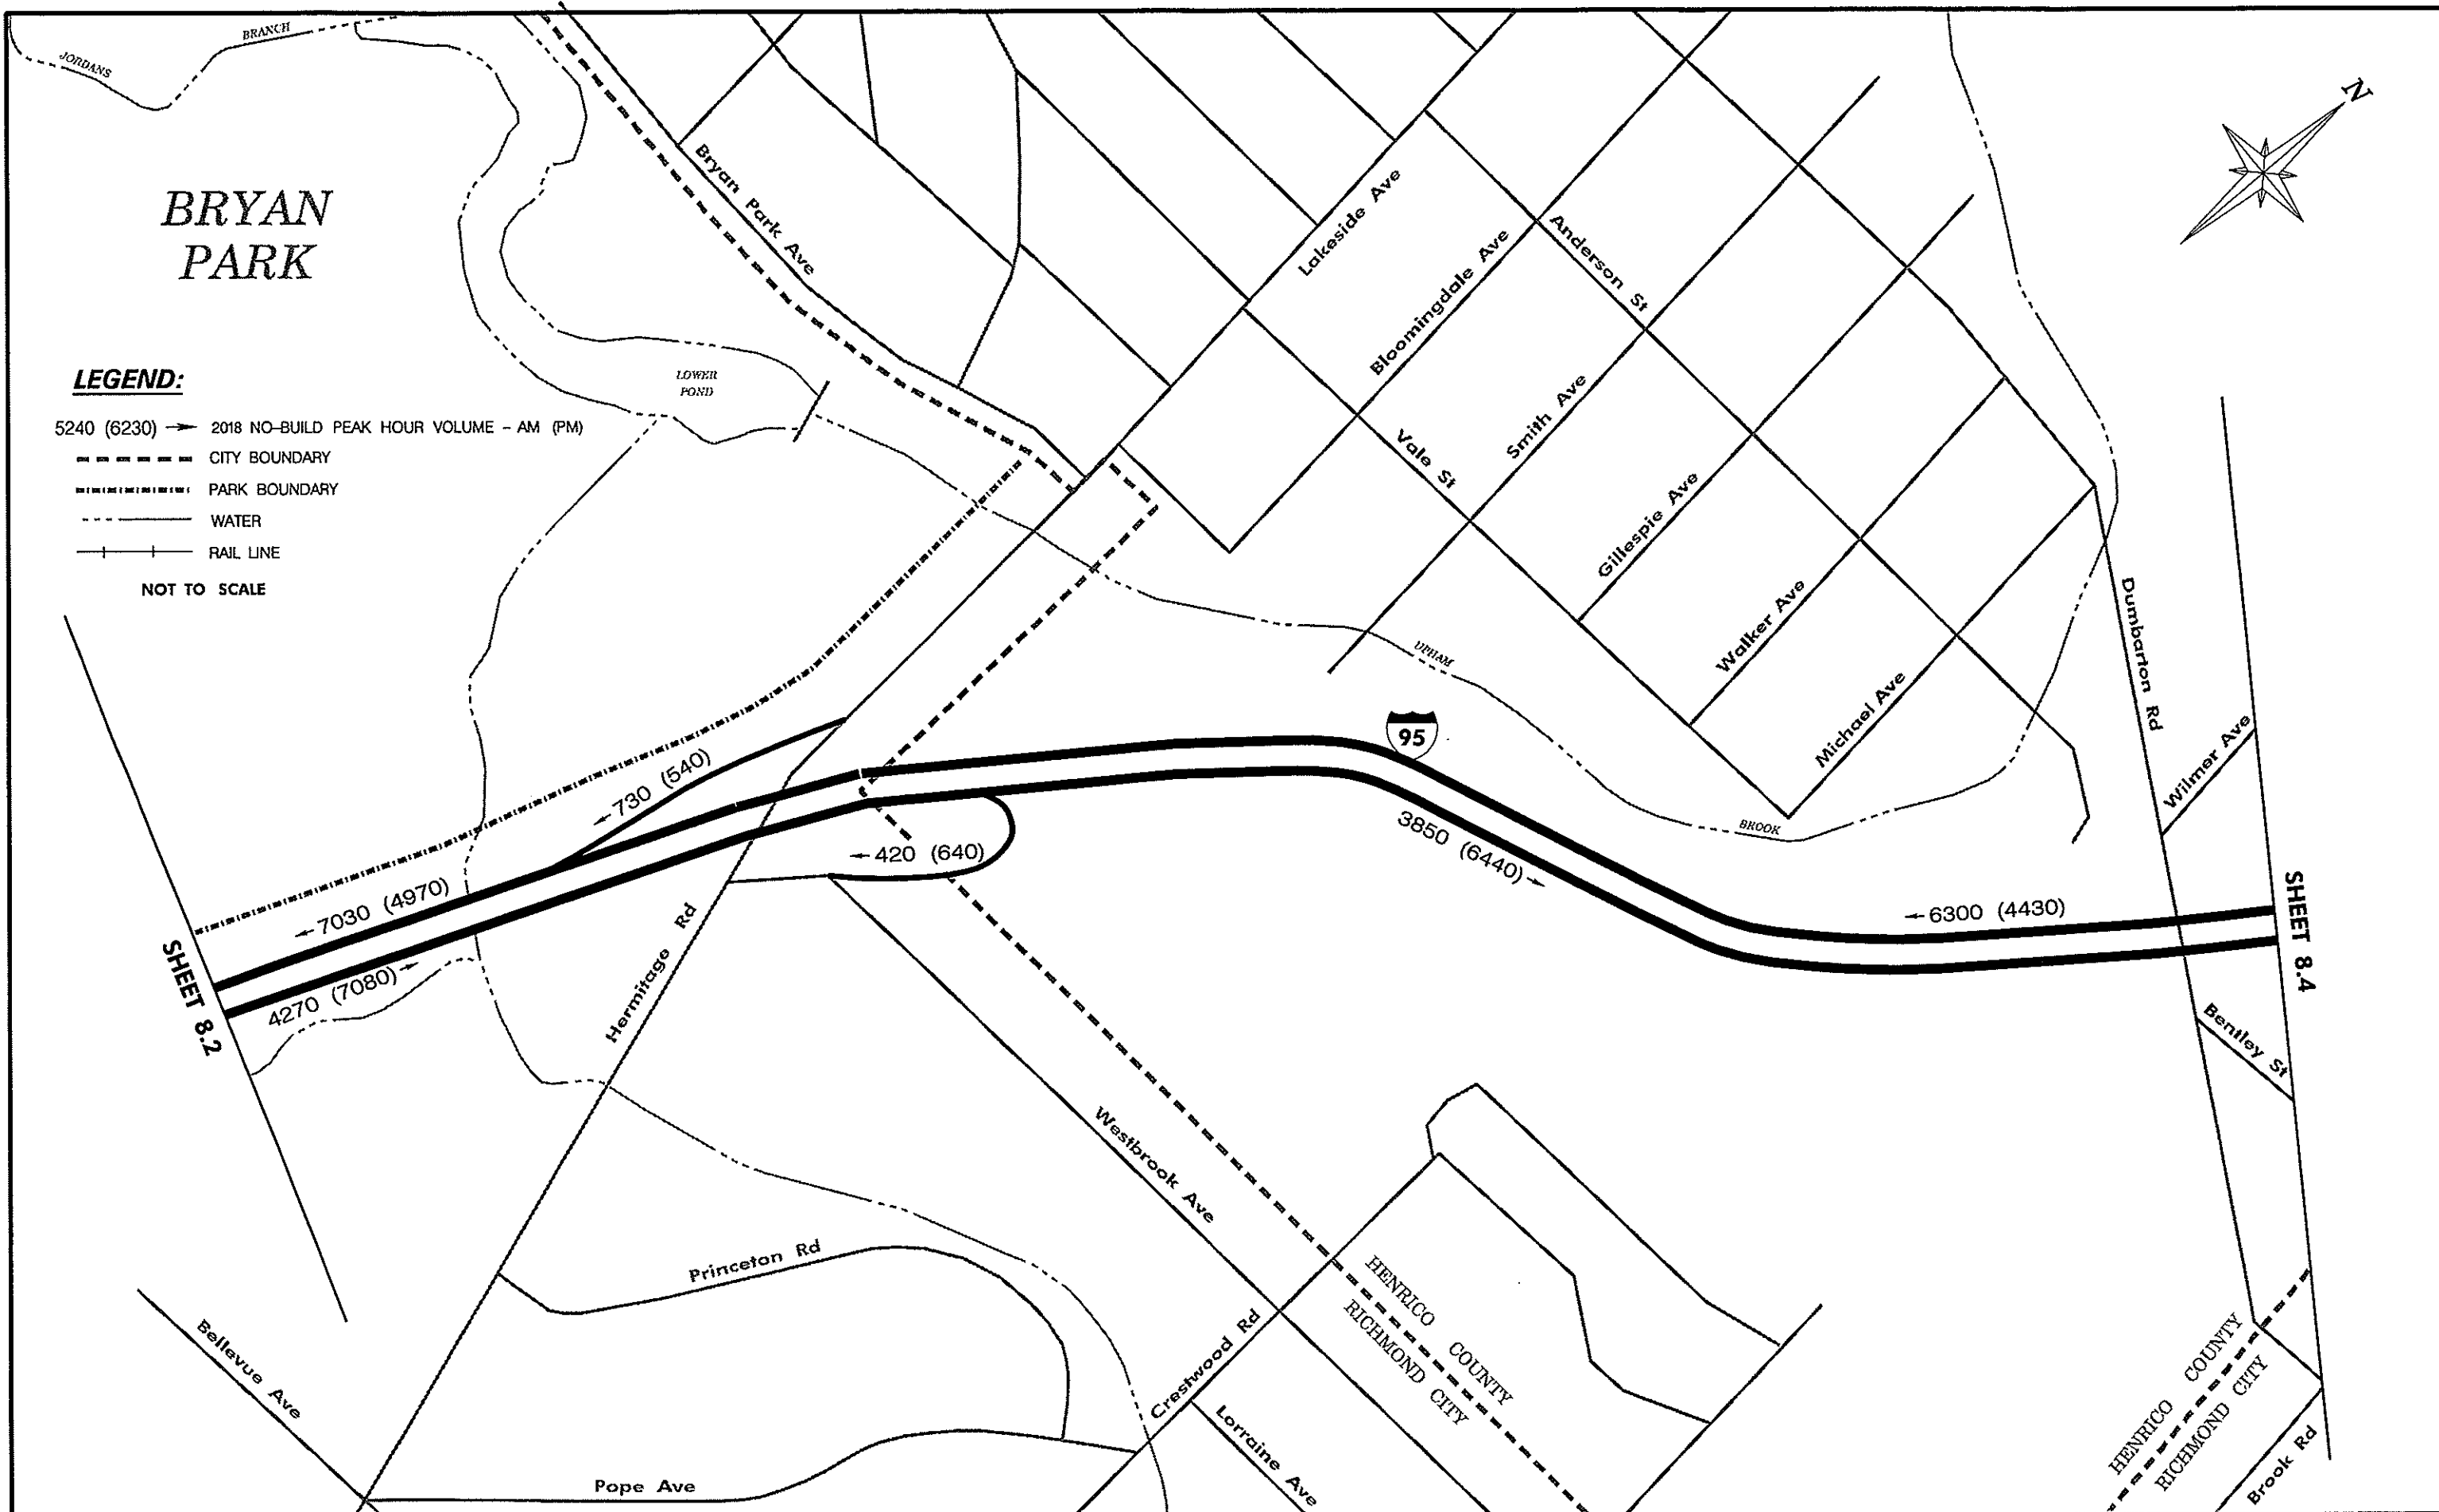 JORDANS
BRANCH
N
BRYAN
PARK
Bryan Park Ave
Lakeside Ave
Bloomingdale Ave
Anderson St
LOWER
POND
LEGEND:
5240 (6230) → 2018 NO-BUILD PEAK HOUR VOLUME - AM (PM)
CITY BOUNDARY
PARK BOUNDARY
WATER
RAIL LINE
NOT TO SCALE
Vale St
Smith Ave
Gillespie Ave
Walker Ave
Michael Ave
Dumbarton Rd
Wilmer Ave
UPHAM
BROOK
95
←730 (540)
←420 (640)
3850 (6440)→
←7030 (4970)
4270 (7080)→
←6300 (4430)
SHEET 8.2
SHEET 8.4
Hermitage Rd
Bentley St
Westbrook Ave
Princeton Rd
Bellevue Ave
Crestwood Rd
Lorraine Ave
Pope Ave
HENRICO COUNTY
RICHMOND CITY
HENRICO COUNTY
RICHMOND CITY
Brook Rd